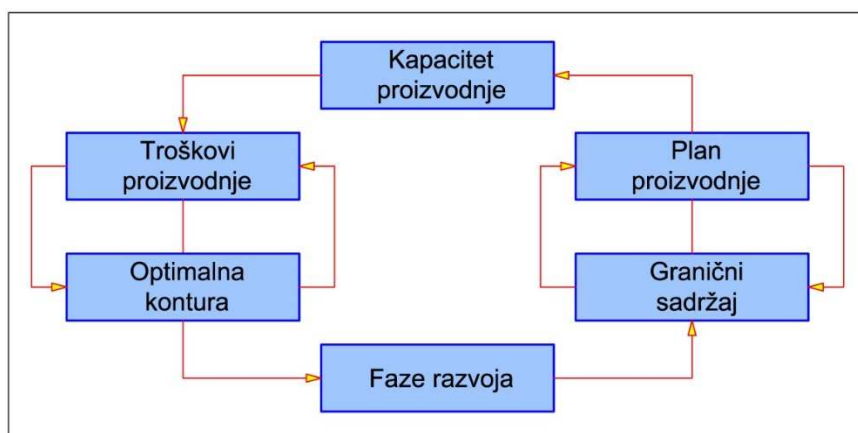 Kapacitet
proizvodnje
Troškovi
proizvodnje
Plan
proizvodnje
Optimalna
kontura
Granični
sadržaj
Faze razvoja